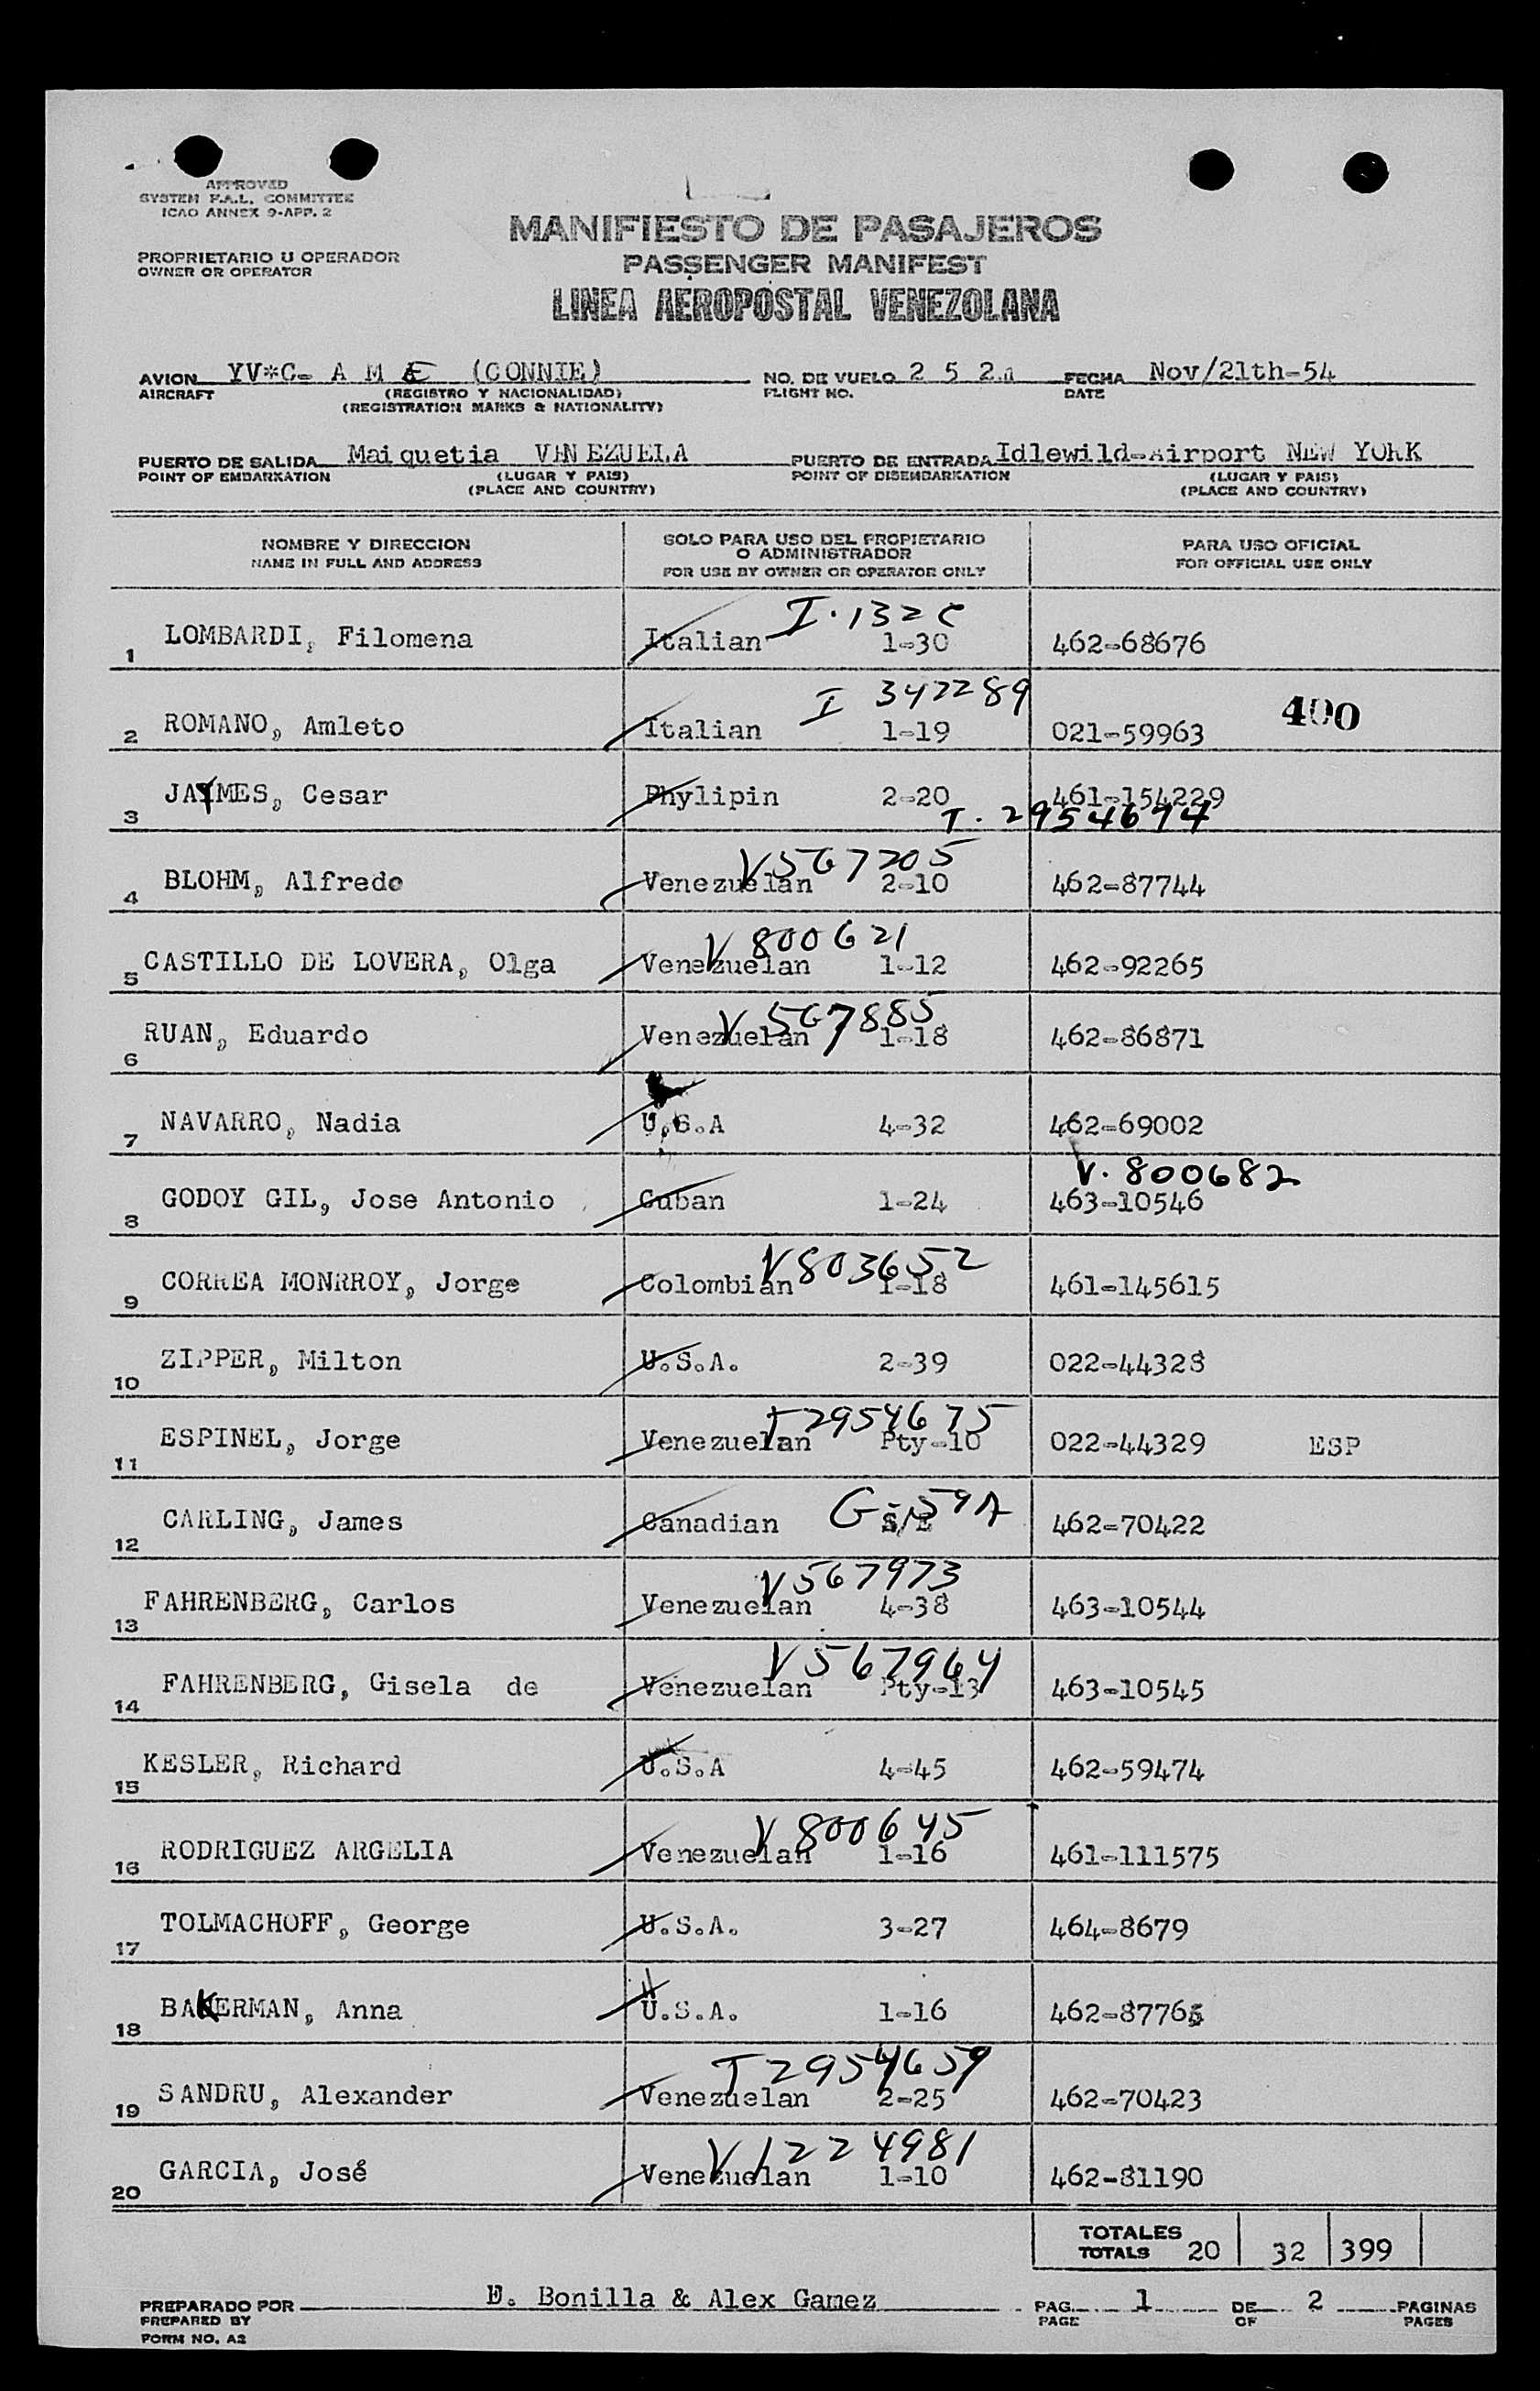 APPROVED
SYSTEM F.A.L. COMMITTEE
ICAO ANNEX 9-APP. 2
MANIFIESTO DE PASAJEROS
PROPRIETARIO U OPERADOR
OWNER OR OPERATOR
PASSENGER MANIFEST
LINEA AEROPOSTAL VENEZOLANA
AVION YV*C- A M E (CONNIE) NO. DE VUELO 2 5 2 FECHA Nov/21th-54
AIRCRAFT (REGISTRO Y NACIONALIDAD) FLIGHT NO. DATE
(REGISTRATION MARKS & NATIONALITY)
PUERTO DE SALIDA Maiquetia VENEZUELA PUERTO DE ENTRADA Idlewild-Airport NEW YORK
POINT OF EMBARKATION (LUGAR Y PAIS) POINT OF DISEMBARKATION (LUGAR Y PAIS)
(PLACE AND COUNTRY) (PLACE AND COUNTRY)
NOMBRE Y DIRECCION SOLO PARA USO DEL PROPIETARIO O ADMINISTRADOR PARA USO OFICIAL
NAME IN FULL AND ADDRESS FOR USE BY OWNER OR OPERATOR ONLY FOR OFFICIAL USE ONLY
I.132 c
1 LOMBARDI, Filomena Italian 1-30 462-68676
I 342289
2 ROMANO, Amleto Italian 1-19 021-59963 400
3 JAYMES, Cesar Phylipin 2-20 461-154229
T. 2954694
V567205
4 BLOHM, Alfredo Venezuelan 2-10 462-87744
V 800621
5 CASTILLO DE LOVERA, Olga Venezuelan 1-12 462-92265
V 567885
6 RUAN, Eduardo Venezuelan 1-18 462-86871
7 NAVARRO, Nadia U.S.A 4-32 462-69002
V. 800682
8 GODOY GIL, Jose Antonio Cuban 1-24 463-10546
V803652
9 CORREA MONRROY, Jorge Colombian 1-18 461-145615
10 ZIPPER, Milton U.S.A. 2-39 022-44328
T2954675
11 ESPINEL, Jorge Venezuelan Pty-10 022-44329 ESP
G-59A
12 CARLING, James Canadian S/E 462-70422
V567973
13 FAHRENBERG, Carlos Venezuelan 4-38 463-10544
V567964
14 FAHRENBERG, Gisela de Venezuelan Pty-13 463-10545
15 KESLER, Richard U.S.A 4-45 462-59474
V 800645
16 RODRIGUEZ ARGELIA Venezuelan 1-16 461-111575
17 TOLMACHOFF, George U.S.A. 3-27 464-8679
18 BAKERMAN, Anna U.S.A. 1-16 462-87765
T2954659
19 SANDRU, Alexander Venezuelan 2-25 462-70423
V1224981
20 GARCIA, José Venezuelan 1-10 462-81190
TOTALES
TOTALS 20 32 399
PREPARADO POR E. Bonilla & Alex Gamez PAG. 1 DE 2 PAGINAS
PREPARED BY PAGE OF PAGES
FORM NO. A2